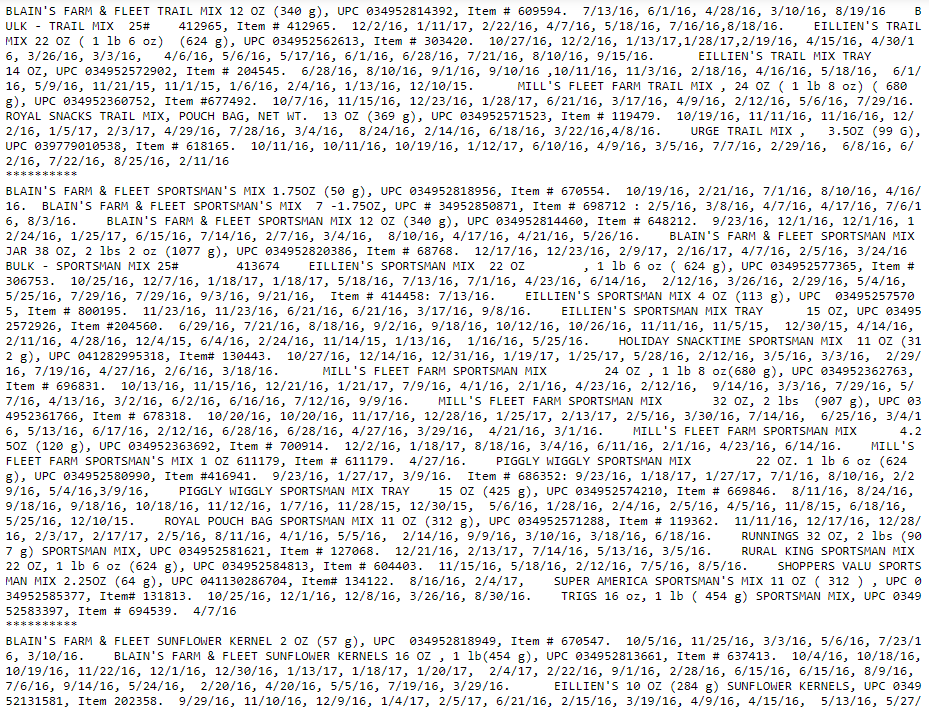 BLAIN'S FARM & FLEET TRAIL MIX 12 OZ (340 g), UPC 034952814392, Item # 609594.  7/13/16, 6/1/16, 4/28/16, 3/10/16, 8/19/16    B
ULK - TRAIL MIX  25#    412965, Item # 412965.  12/2/16, 1/11/17, 2/22/16, 4/7/16, 5/18/16, 7/16/16,8/18/16.    EILLIEN'S TRAIL
MIX 22 OZ ( 1 lb 6 oz)  (624 g), UPC 034952562613, Item # 303420.  10/27/16, 12/2/16, 1/13/17,1/28/17,2/19/16, 4/15/16, 4/30/1
6, 3/26/16, 3/3/16,   4/6/16, 5/6/16, 5/17/16, 6/1/16, 6/28/16, 7/21/16, 8/10/16, 9/15/16.      EILLIEN'S TRAIL MIX TRAY
14 OZ, UPC 034952572902, Item # 204545.  6/28/16, 8/10/16, 9/1/16, 9/10/16 ,10/11/16, 11/3/16, 2/18/16, 4/16/16, 5/18/16,  6/1/
16, 5/9/16, 11/21/15, 11/1/15, 1/6/16, 2/4/16, 1/13/16, 12/10/15.      MILL'S FLEET FARM TRAIL MIX , 24 OZ ( 1 lb 8 oz) ( 680
g), UPC 034952360752, Item #677492.  10/7/16, 11/15/16, 12/23/16, 1/28/17, 6/21/16, 3/17/16, 4/9/16, 2/12/16, 5/6/16, 7/29/16.
ROYAL SNACKS TRAIL MIX, POUCH BAG, NET WT.  13 OZ (369 g), UPC 034952571523, Item # 119479.  10/19/16, 11/11/16, 11/16/16, 12/
2/16, 1/5/17, 2/3/17, 4/29/16, 7/28/16, 3/4/16,  8/24/16, 2/14/16, 6/18/16, 3/22/16,4/8/16.    URGE TRAIL MIX ,   3.5OZ (99 G),
UPC 039779010538, Item # 618165.  10/11/16, 10/11/16, 10/19/16, 1/12/17, 6/10/16, 4/9/16, 3/5/16, 7/7/16, 2/29/16,  6/8/16, 6/
2/16, 7/22/16, 8/25/16, 2/11/16
**********
BLAIN'S FARM & FLEET SPORTSMAN'S MIX 1.75OZ (50 g), UPC 034952818956, Item # 670554.  10/19/16, 2/21/16, 7/1/16, 8/10/16, 4/16/
16.  BLAIN'S FARM & FLEET SPORTSMAN'S MIX  7 -1.75OZ, UPC # 34952850871, Item # 698712 : 2/5/16, 3/8/16, 4/7/16, 4/17/16, 7/6/1
6, 8/3/16.    BLAIN'S FARM & FLEET SPORTSMAN MIX 12 OZ (340 g), UPC 034952814460, Item # 648212.  9/23/16, 12/1/16, 12/1/16, 1
2/24/16, 1/25/17, 6/15/16, 7/14/16, 2/7/16, 3/4/16,  8/10/16, 4/17/16, 4/21/16, 5/26/16.    BLAIN'S FARM & FLEET SPORTSMAN MIX
JAR 38 OZ, 2 lbs 2 oz (1077 g), UPC 034952820386, Item # 68768.  12/17/16, 12/23/16, 2/9/17, 2/16/17, 4/7/16, 2/5/16, 3/24/16
BULK - SPORTSMAN MIX 25#        413674    EILLIEN'S SPORTSMAN MIX  22 OZ        , 1 lb 6 oz ( 624 g), UPC 034952577365, Item #
306753.  10/25/16, 12/7/16, 1/18/17, 1/18/17, 5/18/16, 7/13/16, 7/1/16, 4/23/16, 6/14/16,  2/12/16, 3/26/16, 2/29/16, 5/4/16,
5/25/16, 7/29/16, 7/29/16, 9/3/16, 9/21/16,  Item # 414458: 7/13/16.    EILLIEN'S SPORTSMAN MIX 4 OZ (113 g), UPC  03495257570
5, Item # 800195.  11/23/16, 11/23/16, 6/21/16, 6/21/16, 3/17/16, 9/8/16.    EILLIEN'S SPORTSMAN MIX TRAY      15 OZ, UPC 03495
2572926, Item #204560.  6/29/16, 7/21/16, 8/18/16, 9/2/16, 9/18/16, 10/12/16, 10/26/16, 11/11/16, 11/5/15,  12/30/15, 4/14/16,
2/11/16, 4/28/16, 12/4/15, 6/4/16, 2/24/16, 11/14/15, 1/13/16,  1/16/16, 5/25/16.    HOLIDAY SNACKTIME SPORTSMAN MIX  11 OZ (31
2 g), UPC 041282995318, Item# 130443.  10/27/16, 12/14/16, 12/31/16, 1/19/17, 1/25/17, 5/28/16, 2/12/16, 3/5/16, 3/3/16,  2/29/
16, 7/19/16, 4/27/16, 2/6/16, 3/18/16.      MILL'S FLEET FARM SPORTSMAN MIX        24 OZ , 1 lb 8 oz(680 g), UPC 034952362763,
Item # 696831.  10/13/16, 11/15/16, 12/21/16, 1/21/17, 7/9/16, 4/1/16, 2/1/16, 4/23/16, 2/12/16,  9/14/16, 3/3/16, 7/29/16, 5/
7/16, 4/13/16, 3/2/16, 6/2/16, 6/16/16, 7/12/16, 9/9/16.    MILL'S FLEET FARM SPORTSMAN MIX       32 OZ, 2 lbs  (907 g), UPC 03
4952361766, Item # 678318.  10/20/16, 10/20/16, 11/17/16, 12/28/16, 1/25/17, 2/13/17, 2/5/16, 3/30/16, 7/14/16,  6/25/16, 3/4/1
6, 5/13/16, 6/17/16, 2/12/16, 6/28/16, 6/28/16, 4/27/16, 3/29/16,  4/21/16, 3/1/16.    MILL'S FLEET FARM SPORTSMAN MIX      4.2
5OZ (120 g), UPC 034952363692, Item # 700914.  12/2/16, 1/18/17, 8/18/16, 3/4/16, 6/11/16, 2/1/16, 4/23/16, 6/14/16.    MILL'S
FLEET FARM SPORTSMAN'S MIX 1 OZ 611179, Item # 611179.  4/27/16.    PIGGLY WIGGLY SPORTSMAN MIX         22 OZ. 1 lb 6 oz (624
g), UPC 034952580990, Item #416941.  9/23/16, 1/27/17, 3/9/16.  Item # 686352: 9/23/16, 1/18/17, 1/27/17, 7/1/16, 8/10/16, 2/2
9/16, 5/4/16,3/9/16,    PIGGLY WIGGLY SPORTSMAN MIX TRAY    15 OZ (425 g), UPC 034952574210, Item # 669846.  8/11/16, 8/24/16,
9/18/16, 9/18/16, 10/18/16, 11/12/16, 1/7/16, 11/28/15, 12/30/15,  5/6/16, 1/28/16, 2/4/16, 2/5/16, 4/5/16, 11/8/15, 6/18/16,
5/25/16, 12/10/15.    ROYAL POUCH BAG SPORTSMAN MIX 11 OZ (312 g), UPC 034952571288, Item # 119362.  11/11/16, 12/17/16, 12/28/
16, 2/3/17, 2/17/17, 2/5/16, 8/11/16, 4/1/16, 5/5/16,  2/14/16, 9/9/16, 3/10/16, 3/18/16, 6/18/16.    RUNNINGS 32 OZ, 2 lbs (90
7 g) SPORTSMAN MIX, UPC 034952581621, Item # 127068.  12/21/16, 2/13/17, 7/14/16, 5/13/16, 3/5/16.    RURAL KING SPORTSMAN MIX
22 OZ, 1 lb 6 oz (624 g), UPC 034952584813, Item # 604403.  11/15/16, 5/18/16, 2/12/16, 7/5/16, 8/5/16.    SHOPPERS VALU SPORTS
MAN MIX 2.25OZ (64 g), UPC 041130286704, Item# 134122.  8/16/16, 2/4/17,    SUPER AMERICA SPORTSMAN'S MIX 11 OZ ( 312 ) , UPC 0
34952585377, Item# 131813.  10/25/16, 12/1/16, 12/8/16, 3/26/16, 8/30/16.    TRIGS 16 oz, 1 lb ( 454 g) SPORTSMAN MIX, UPC 0349
52583397, Item # 694539.  4/7/16
**********
BLAIN'S FARM & FLEET SUNFLOWER KERNEL 2 OZ (57 g), UPC  034952818949, Item # 670547.  10/5/16, 11/25/16, 3/3/16, 5/6/16, 7/23/1
6, 3/10/16.    BLAIN'S FARM & FLEET SUNFLOWER KERNELS 16 OZ , 1 lb(454 g), UPC 034952813661, Item # 637413.  10/4/16, 10/18/16,
10/19/16, 11/22/16, 12/1/16, 12/30/16, 1/13/17, 1/18/17, 1/20/17,  2/4/17, 2/22/16, 9/1/16, 2/28/16, 6/15/16, 6/15/16, 8/9/16,
7/6/16, 9/14/16, 5/24/16,  2/20/16, 4/20/16, 5/5/16, 7/19/16, 3/29/16.      EILLIEN'S 10 OZ (284 g) SUNFLOWER KERNELS, UPC 0349
52131581, Item 202358.  9/29/16, 11/10/16, 12/9/16, 1/4/17, 2/5/17, 6/21/16, 2/15/16, 3/19/16, 4/9/16, 4/15/16,  5/13/16, 5/27/